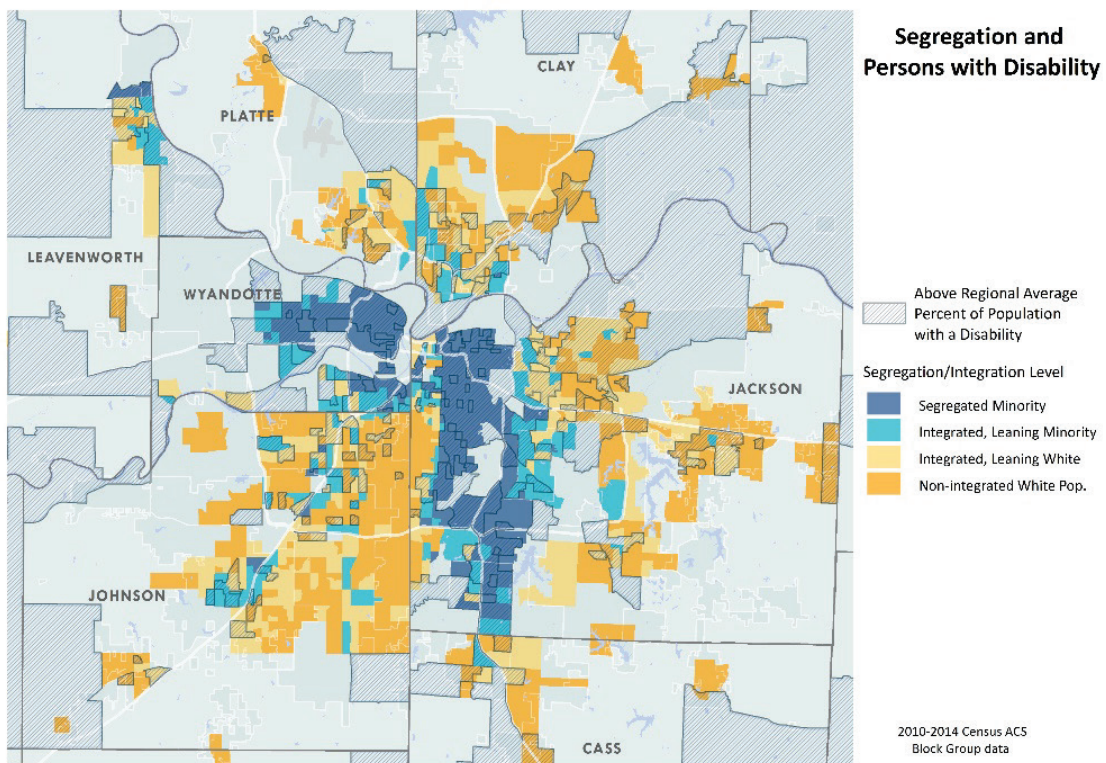 Segregation and
Persons with Disability
CLAY
PLATTE
LEAVENWORTH
WYANDOTTE
JACKSON
JOHNSON
CASS
Above Regional Average
Percent of Population
with a Disability
Segregation/Integration Level
Segregated Minority
Integrated, Leaning Minority
Integrated, Leaning White
Non-integrated White Pop.
2010-2014 Census ACS
Block Group data